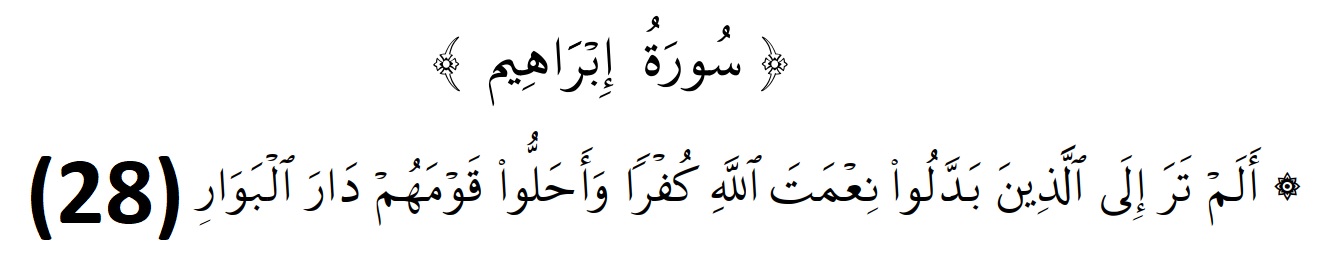 ﴿ سُورَةُ إِبْرَاهِيم ﴾
۞ أَلَمۡ تَرَ إِلَى ٱلَّذِينَ بَدَّلُواْ نِعۡمَتَ ٱللَّهِ كُفۡرٗا وَأَحَلُّواْ قَوۡمَهُمۡ دَارَ ٱلۡبَوَارِ (28)